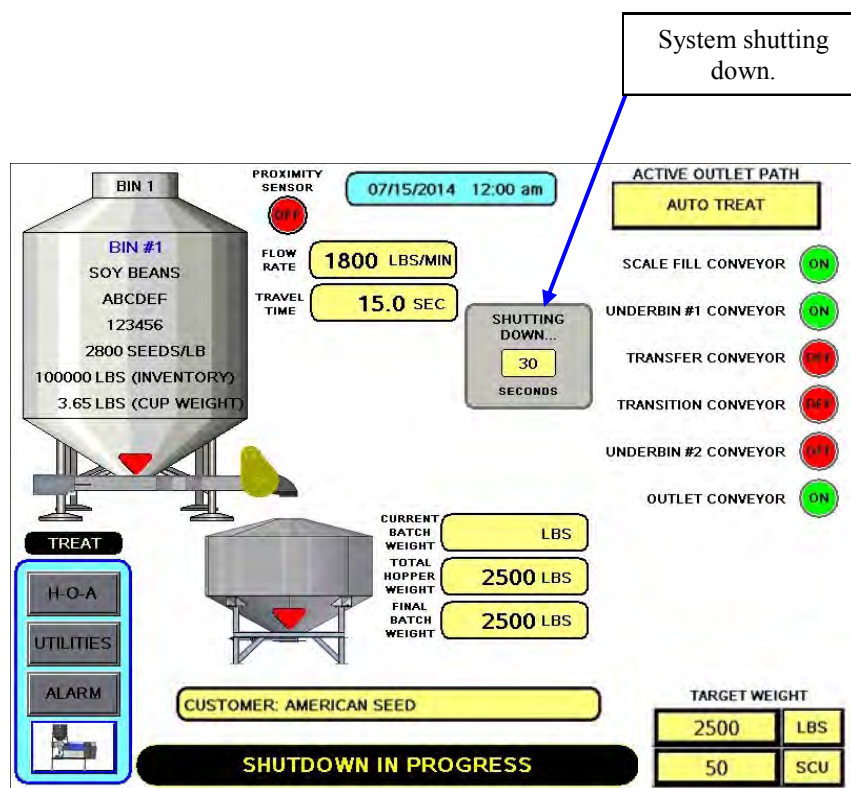 System shutting
down.
BIN 1
PROXIMITY
SENSOR
OFF
07/15/2014 12:00 am
ACTIVE OUTLET PATH
AUTO TREAT
BIN #1
SOY BEANS
ABCDEF
123456
2800 SEEDS/LB
100000 LBS (INVENTORY)
3.65 LBS (CUP WEIGHT)
FLOW
RATE
1800 LBS/MIN
TRAVEL
TIME
15.0 SEC
SHUTTING
DOWN...
30
SECONDS
SCALE FILL CONVEYOR ON
UNDERBIN #1 CONVEYOR ON
TRANSFER CONVEYOR OFF
TRANSITION CONVEYOR OFF
UNDERBIN #2 CONVEYOR OFF
OUTLET CONVEYOR ON
TREAT
H-O-A
UTILITIES
ALARM
CURRENT
BATCH
WEIGHT
LBS
TOTAL
HOPPER
WEIGHT
2500 LBS
FINAL
BATCH
WEIGHT
2500 LBS
CUSTOMER: AMERICAN SEED
SHUTDOWN IN PROGRESS
TARGET WEIGHT
2500 LBS
50 SCU